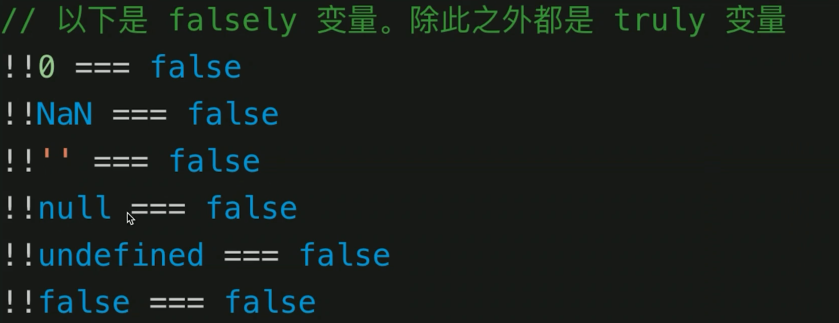 // 以下是 falsely 变量。除此之外都是 truly 变量
!!0 === false
!!NaN === false
!!'' === false
!!null === false
!!undefined === false
!!false === false